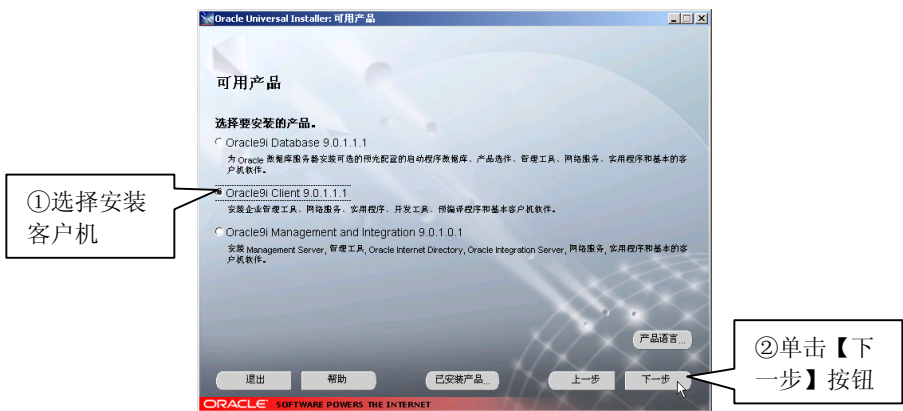 Oracle Universal Installer: 可用产品
可用产品
选择要安装的产品。
Oracle9i Database 9.0.1.1.1
为 Oracle 数据库服务器安装可选的预先配置的启动程序数据库、产品选件、管理工具、网络服务、实用程序和基本的客
户机软件。
①选择安装
客户机
Oracle9i Client 9.0.1.1.1
安装企业管理工具、网络服务、实用程序、开发工具、预编译程序和基本客户机软件。
Oracle9i Management and Integration 9.0.1.0.1
安装 Management Server, 管理工具, Oracle Internet Directory, Oracle Integration Server, 网络服务, 实用程序和基本的客
户机软件。
产品语言...
②单击【下
一步】按钮
退出 帮助 已安装产品... 上一步 下一步
ORACLE SOFTWARE POWERS THE INTERNET